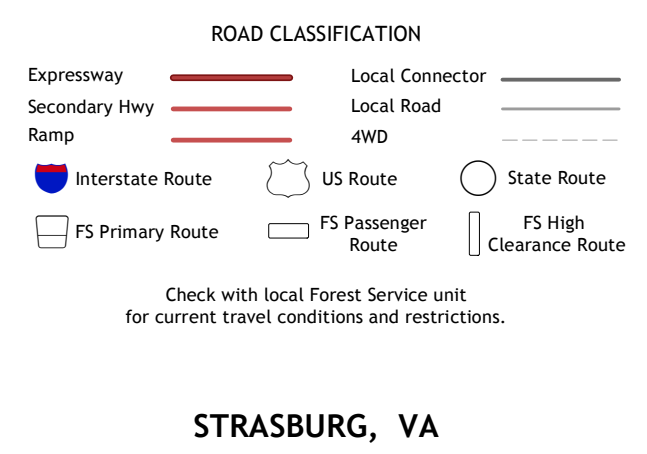 ROAD CLASSIFICATION
Expressway
Local Connector
Secondary Hwy
Local Road
Ramp
4WD
Interstate Route
US Route
State Route
FS Primary Route
FS Passenger
Route
FS High
Clearance Route
Check with local Forest Service unit
for current travel conditions and restrictions.
STRASBURG, VA